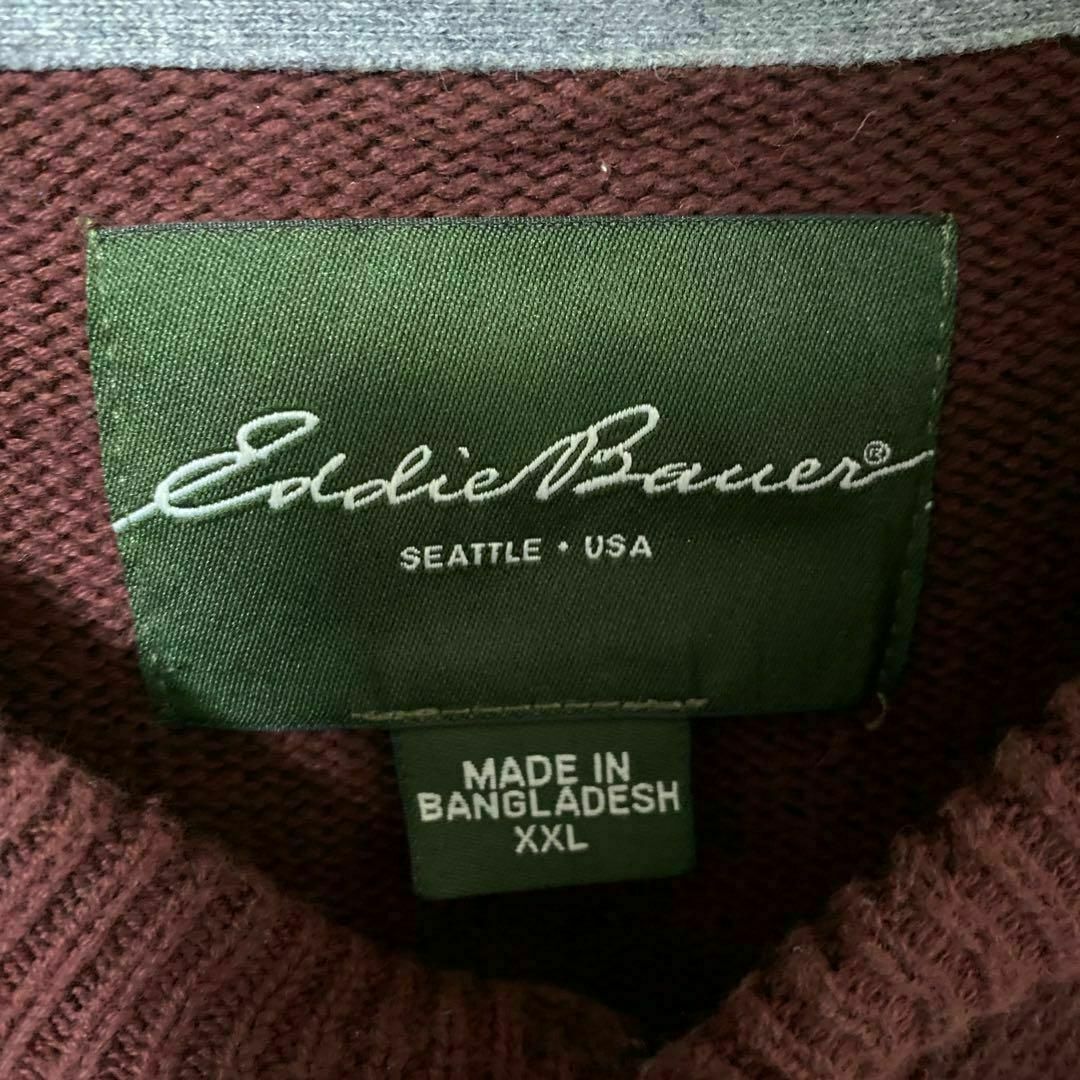 Eddie Bauer®
SEATTLE • USA
MADE IN
BANGLADESH
XXL